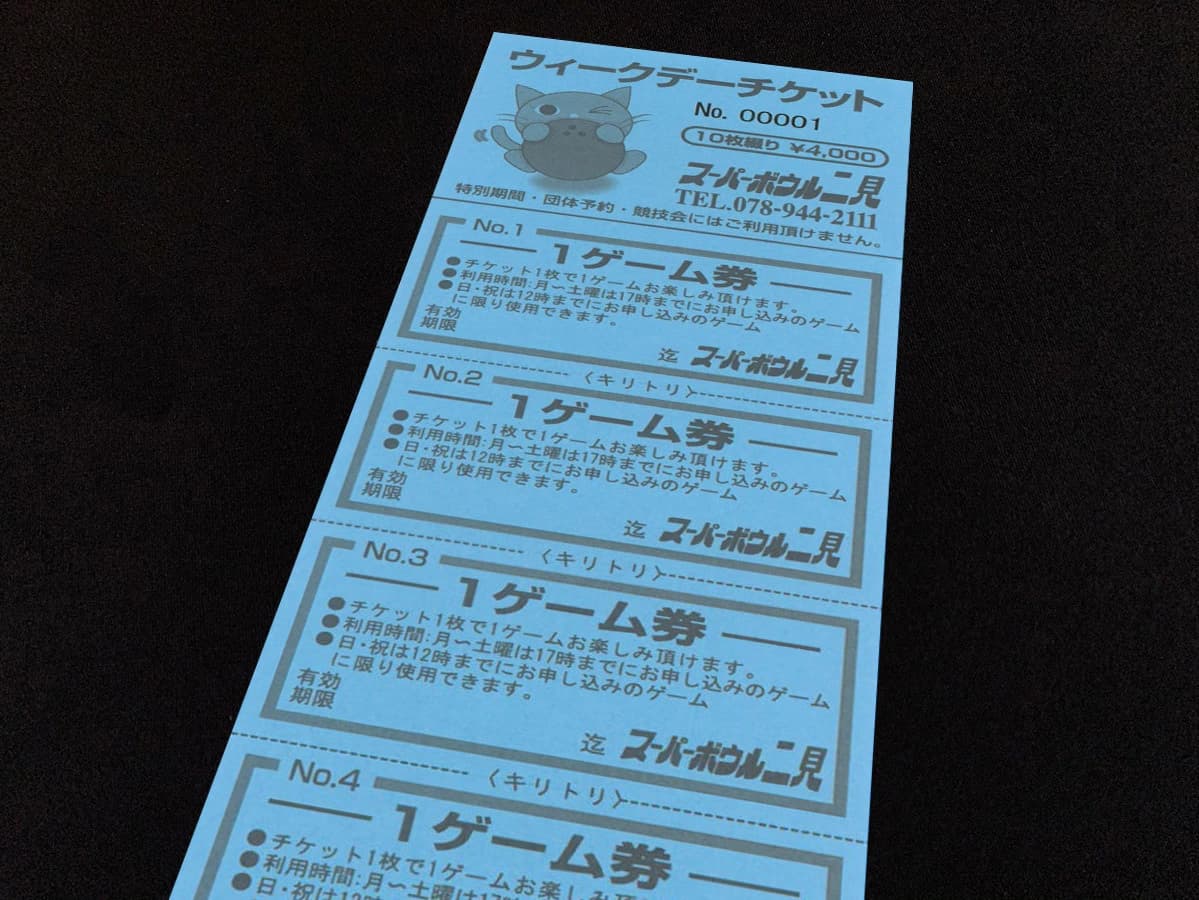 ウィークデーチケット
No. 00001
10枚綴り ¥4,000
スーパーボウル二見
TEL.078-944-2111
特別期間・団体予約・競技会にはご利用頂けません。
No.1
1ゲーム券
●チケット1枚で1ゲームお楽しみ頂けます。
●利用時間:月〜土曜は17時までにお申し込みのゲーム
●日・祝は12時までにお申し込みのゲーム
に限り使用できます。
有効
期限
迄 スーパーボウル二見
〈キリトリ〉
No.2
1ゲーム券
●チケット1枚で1ゲームお楽しみ頂けます。
●利用時間:月〜土曜は17時までにお申し込みのゲーム
●日・祝は12時までにお申し込みのゲーム
に限り使用できます。
有効
期限
迄 スーパーボウル二見
〈キリトリ〉
No.3
1ゲーム券
●チケット1枚で1ゲームお楽しみ頂けます。
●利用時間:月〜土曜は17時までにお申し込みのゲーム
●日・祝は12時までにお申し込みのゲーム
に限り使用できます。
有効
期限
迄 スーパーボウル二見
〈キリトリ〉
No.4
1ゲーム券
●チケット1枚で1ゲームお楽しみ頂けます。
●利用時間:月〜土曜は17時
●日・祝は12時